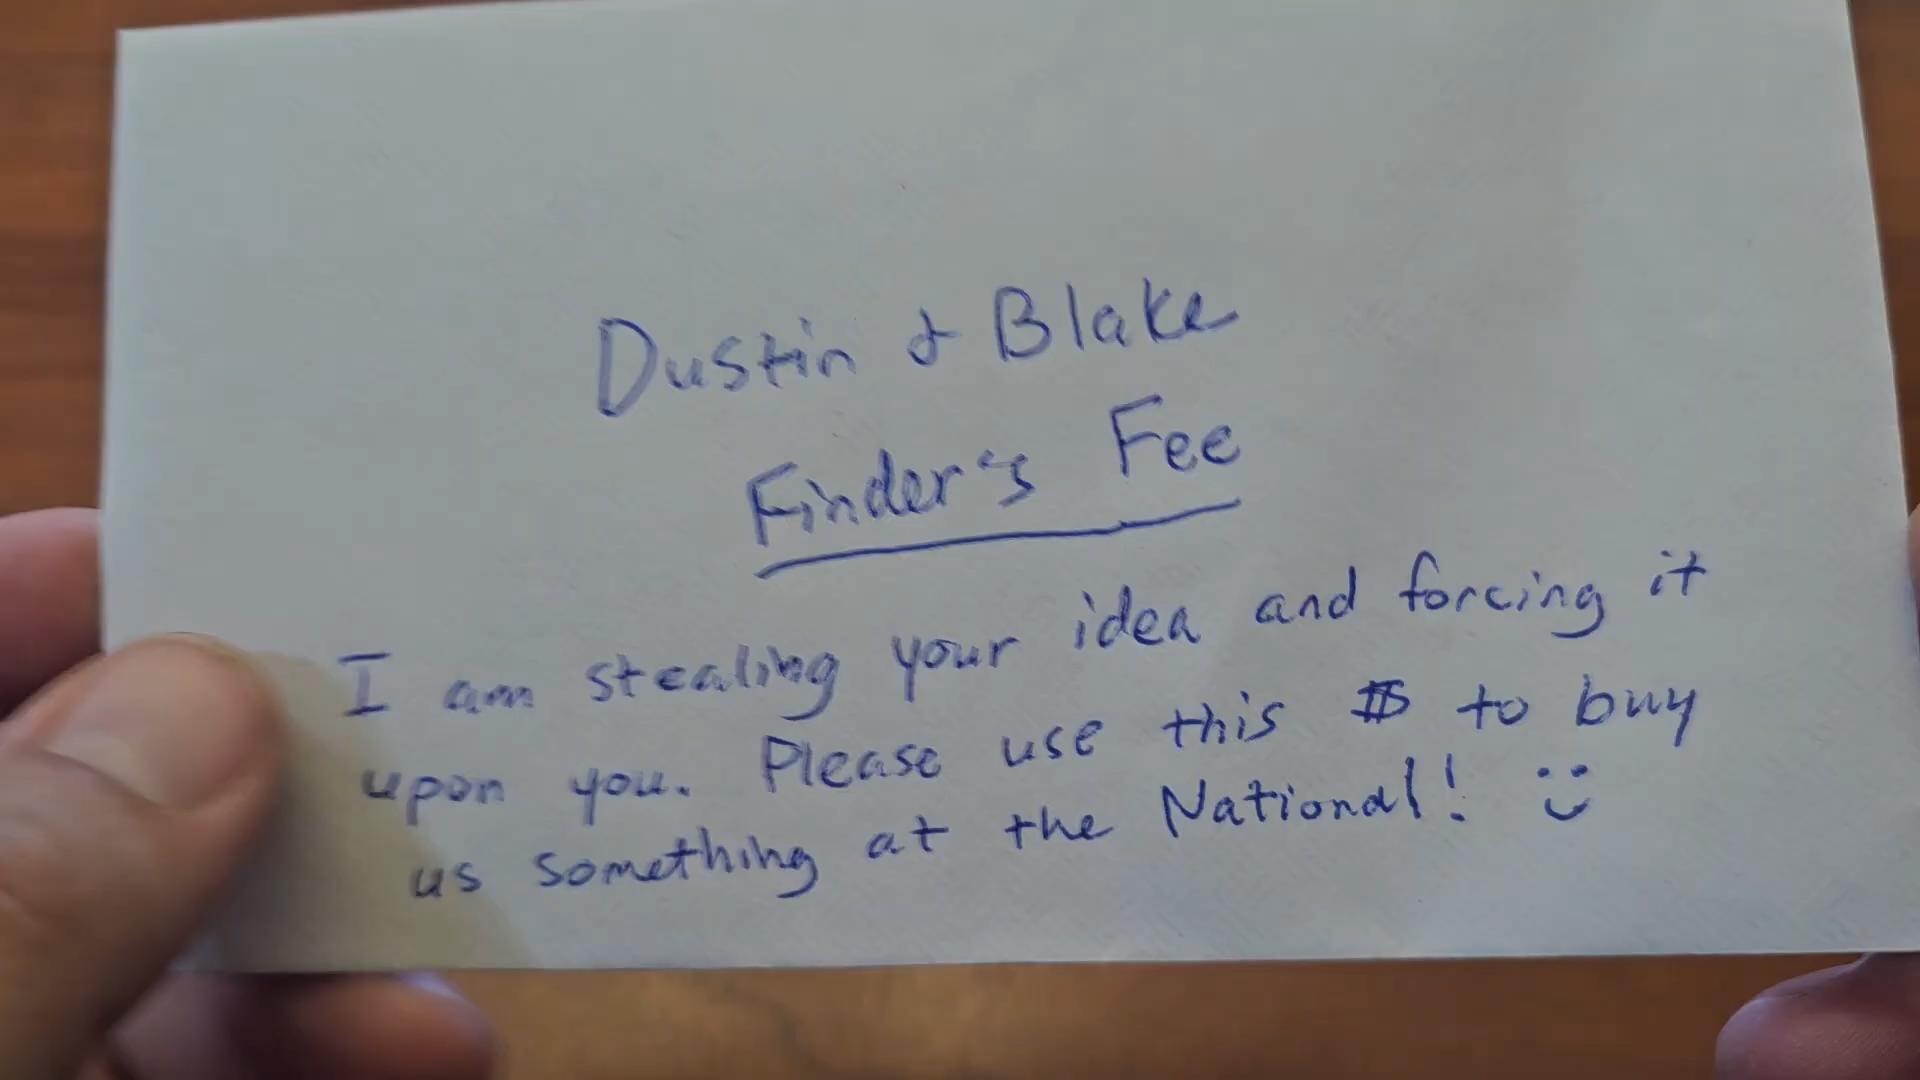 Dustin & Blake
Finder's Fee
I am stealing your idea and forcing it
upon you. Please use this $ to buy
us something at the National! :)